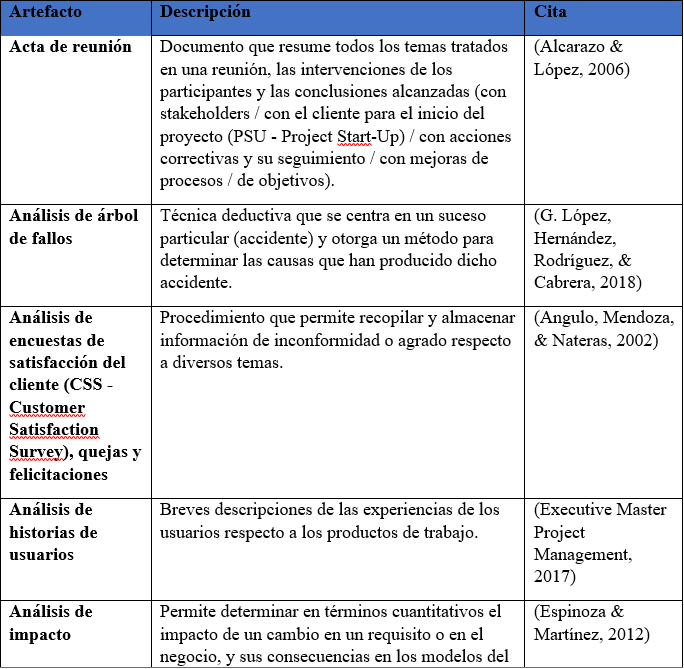 Artefacto
Descripción
Cita
Acta de reunión
Documento que resume todos los temas tratados
en una reunión, las intervenciones de los
participantes y las conclusiones alcanzadas (con
stakeholders / con el cliente para el inicio del
proyecto (PSU - Project Start-Up) / con acciones
correctivas y su seguimiento / con mejoras de
procesos / de objetivos).
(Alcarazo &
López, 2006)
Análisis de árbol
de fallos
Técnica deductiva que se centra en un suceso
particular (accidente) y otorga un método para
determinar las causas que han producido dicho
accidente.
(G. López,
Hernández,
Rodríguez, &
Cabrera, 2018)
Análisis de
encuestas de
satisfacción del
cliente (CSS -
Customer
Satisfaction
Survey), quejas y
felicitaciones
Procedimiento que permite recopilar y almacenar
información de inconformidad o agrado respecto
a diversos temas.
(Angulo, Mendoza,
& Nateras, 2002)
Análisis de
historias de
usuarios
Breves descripciones de las experiencias de los
usuarios respecto a los productos de trabajo.
(Executive Master
Project
Management,
2017)
Análisis de
impacto
Permite determinar en términos cuantitativos el
impacto de un cambio en un requisito o en el
negocio, y sus consecuencias en los modelos del
(Espinoza &
Martínez, 2012)